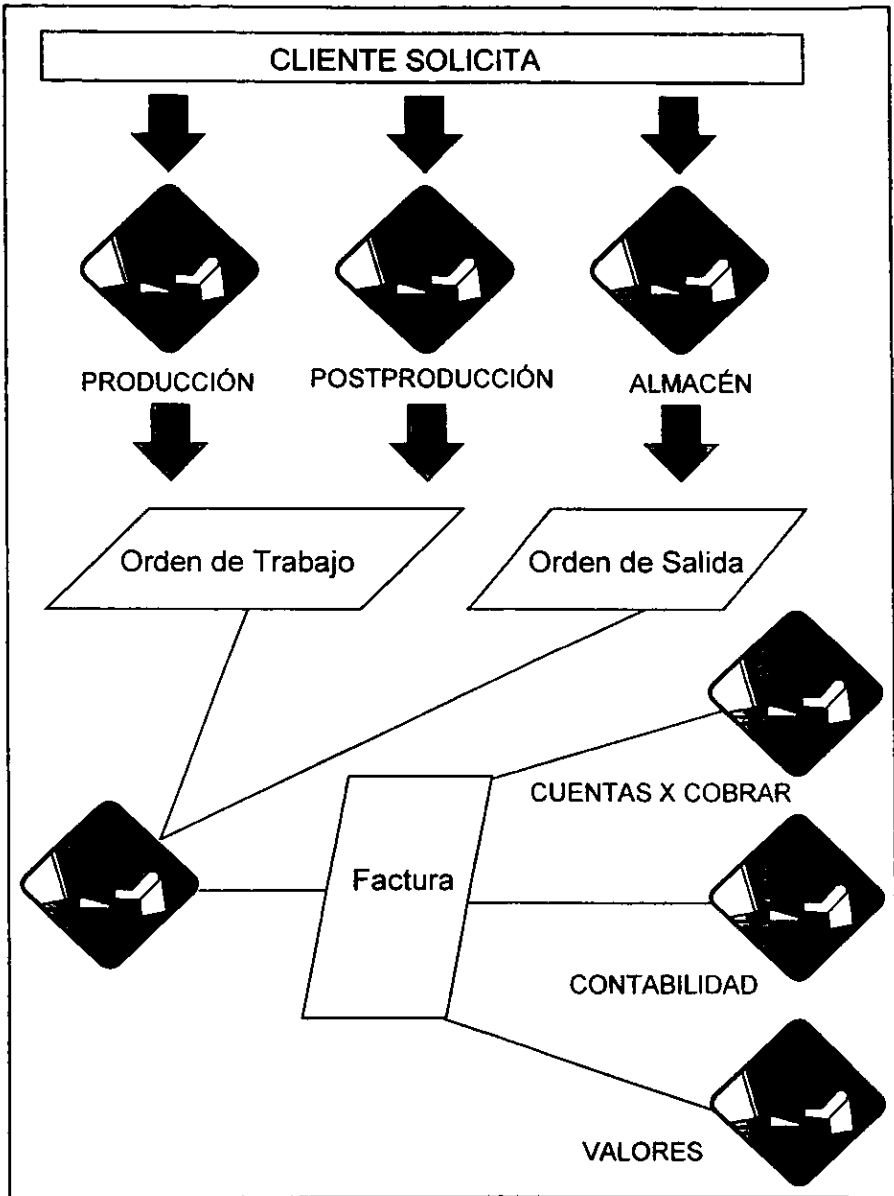 CLIENTE SOLICITA
PRODUCCIÓN
POSTPRODUCCIÓN
ALMACÉN
Orden de Trabajo
Orden de Salida
CUENTAS X COBRAR
Factura
CONTABILIDAD
VALORES